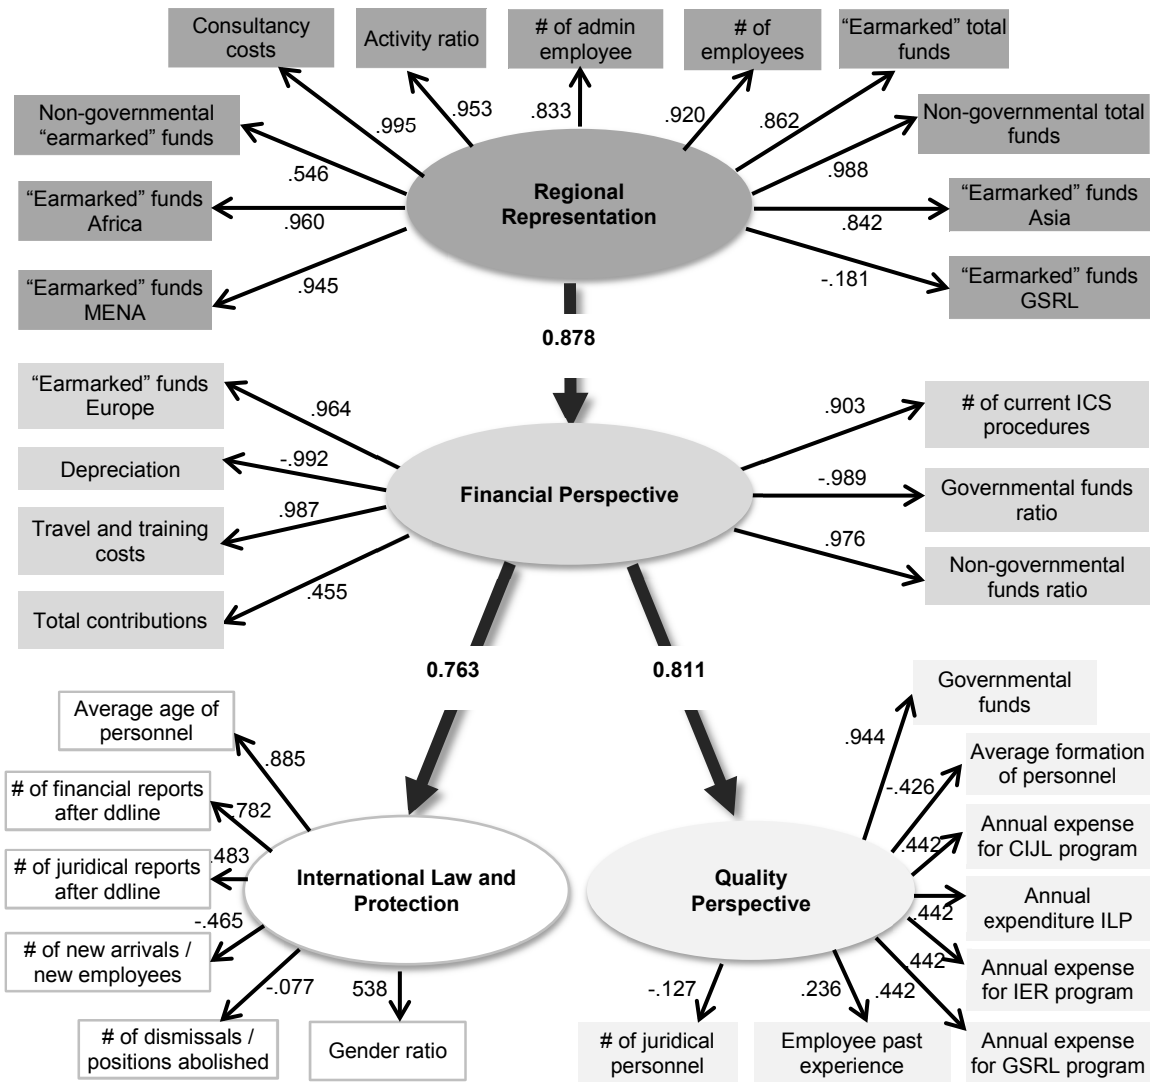 Consultancy
costs
Activity ratio
# of admin
employee
# of
employees
“Earmarked” total
funds
Non-governmental
“earmarked” funds
.995
.953
.833
.920
.862
Non-governmental total
funds
.546
.988
“Earmarked” funds
Africa
.960
Regional
Representation
.842
“Earmarked” funds
Asia
“Earmarked” funds
MENA
.945
-.181
“Earmarked” funds
GSRL
0.878
“Earmarked” funds
Europe
.964
.903
# of current ICS
procedures
Depreciation
-.992
Financial Perspective
-.989
Governmental funds
ratio
Travel and training
costs
.987
.976
Non-governmental
funds ratio
Total contributions
.455
0.763
0.811
Average age of
personnel
.885
Governmental
funds
.944
# of financial reports
after ddline
.782
-.426
Average formation
of personnel
# of juridical reports
after ddline
.483
International Law and
Protection
Quality
Perspective
.442
Annual expense
for CIJL program
.442
Annual
expenditure ILP
# of new arrivals /
new employees
-.465
.442
Annual expense
for IER program
-.077
538
-.127
.236
.442
# of dismissals /
positions abolished
Gender ratio
# of juridical
personnel
Employee past
experience
Annual expense
for GSRL program